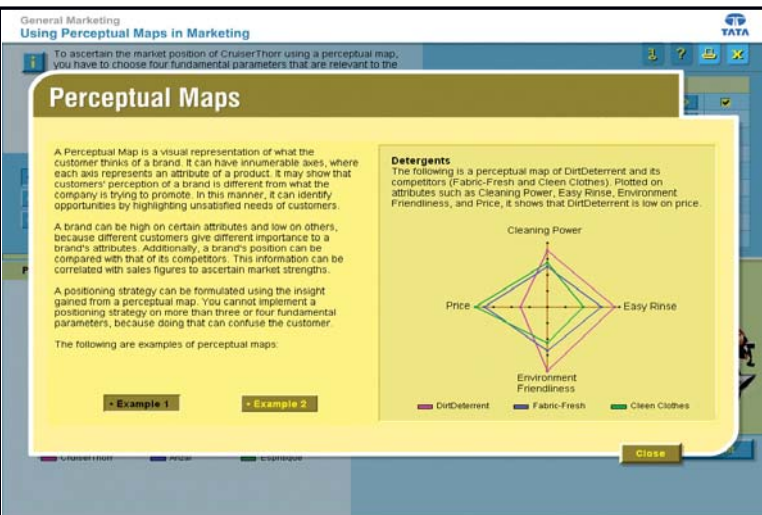 General Marketing
Using Perceptual Maps in Marketing
TATA
i
To ascertain the market position of CruiserThorr using a perceptual map,
you have to choose four fundamental parameters that are relevant to the
?
Perceptual Maps
A Perceptual Map is a visual representation of what the
customer thinks of a brand. It can have innumerable axes, where
each axis represents an attribute of a product. It may show that
customers' perception of a brand is different from what the
company is trying to promote. In this manner, it can identify
opportunities by highlighting unsatisfied needs of customers.
A brand can be high on certain attributes and low on others,
because different customers give different importance to a
brand's attributes. Additionally, a brand's position can be
compared with that of its competitors. This information can be
correlated with sales figures to ascertain market strengths.
A positioning strategy can be formulated using the insight
gained from a perceptual map. You cannot implement a
positioning strategy on more than three or four fundamental
parameters, because doing that can confuse the customer.
The following are examples of perceptual maps:
• Example 1
• Example 2
Detergents
The following is a perceptual map of DirtDeterrent and its
competitors (Fabric-Fresh and Cleen Clothes). Plotted on
attributes such as Cleaning Power, Easy Rinse, Environment
Friendliness, and Price, it shows that DirtDeterrent is low on price.
Cleaning Power
Price
Easy Rinse
Environment
Friendliness
DirtDeterrent
Fabric-Fresh
Cleen Clothes
Close
CruiserThorr